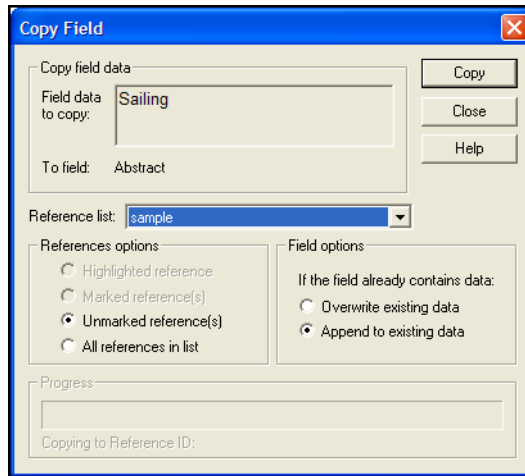 Copy Field
Copy field data
Field data to copy:
Sailing
To field: Abstract
Copy
Close
Help
Reference list: sample
References options
Highlighted reference
Marked reference(s)
Unmarked reference(s)
All references in list
Field options
If the field already contains data:
Overwrite existing data
Append to existing data
Progress
Copying to Reference ID: